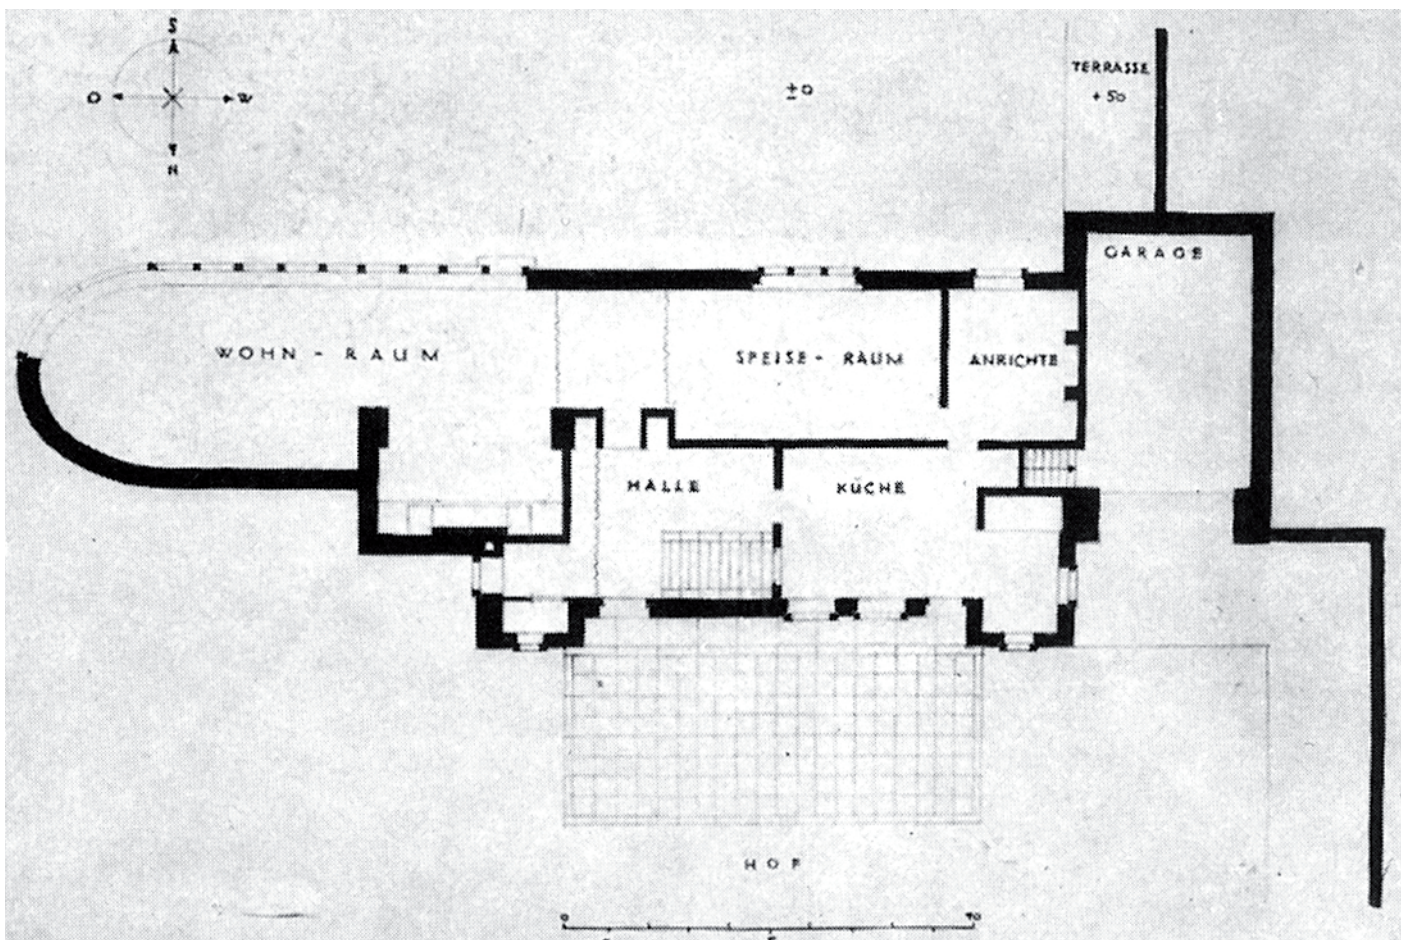 S
O W
N
±0
TERRASSE
+50
GARAGE
WOHN - RAUM
SPEISE - RAUM
ANRICHTE
HALLE
KÜCHE
HOF
0 10